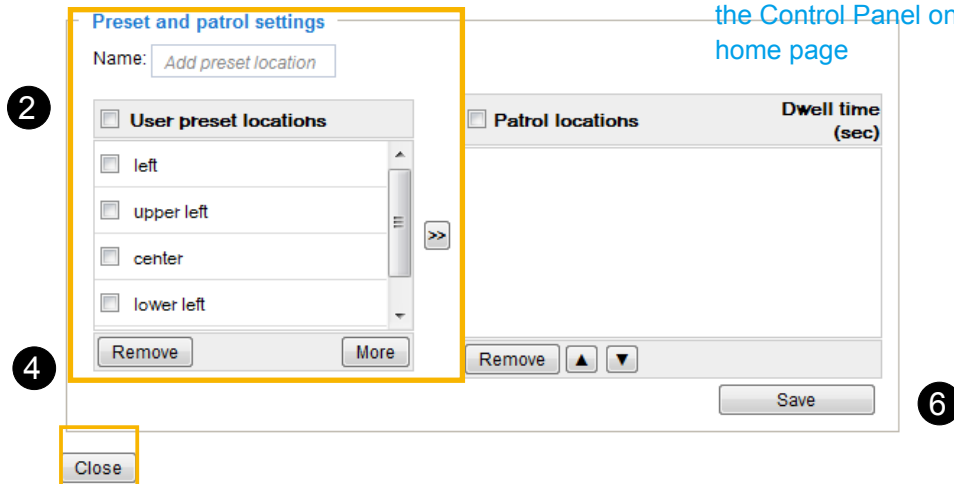 the Control Panel on
home page
Preset and patrol settings
Name: Add preset location
2
User preset locations
left
upper left
center
lower left
Remove More
>>
Patrol locations Dwell time
(sec)
Remove ▲ ▼
4
Save
6
Close